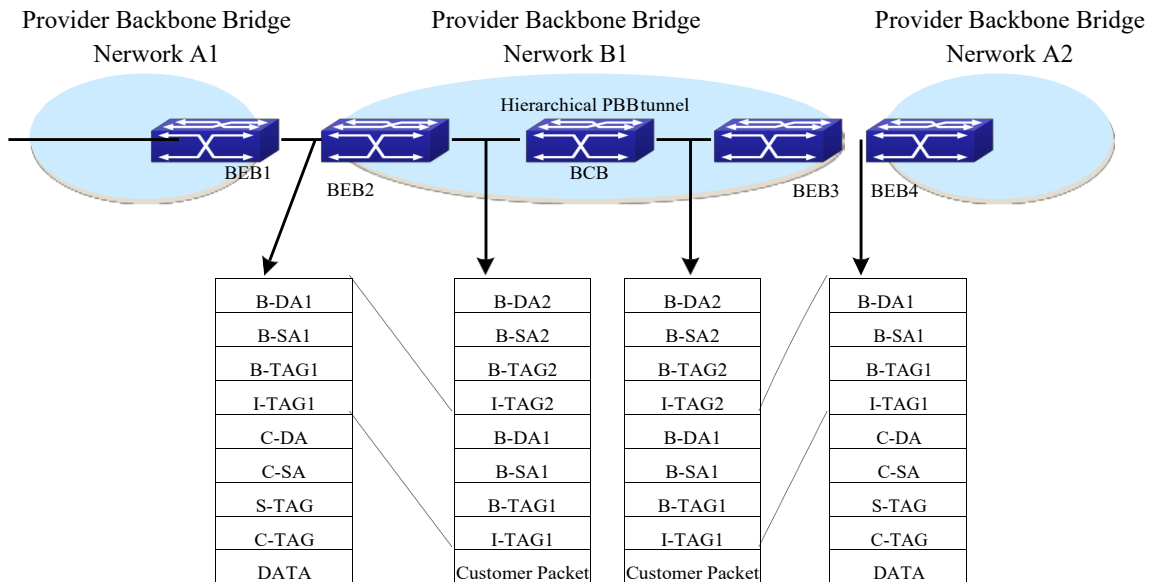 Provider Backbone Bridge
Nerwork A1
Provider Backbone Bridge
Nerwork B1
Provider Backbone Bridge
Nerwork A2
Hierarchical PBB tunnel
BEB1
BEB2
BCB
BEB3
BEB4
B-DA1
B-SA1
B-TAG1
I-TAG1
C-DA
C-SA
S-TAG
C-TAG
DATA
B-DA2
B-SA2
B-TAG2
I-TAG2
B-DA1
B-SA1
B-TAG1
I-TAG1
Customer Packet
B-DA2
B-SA2
B-TAG2
I-TAG2
B-DA1
B-SA1
B-TAG1
I-TAG1
Customer Packet
B-DA1
B-SA1
B-TAG1
I-TAG1
C-DA
C-SA
S-TAG
C-TAG
DATA